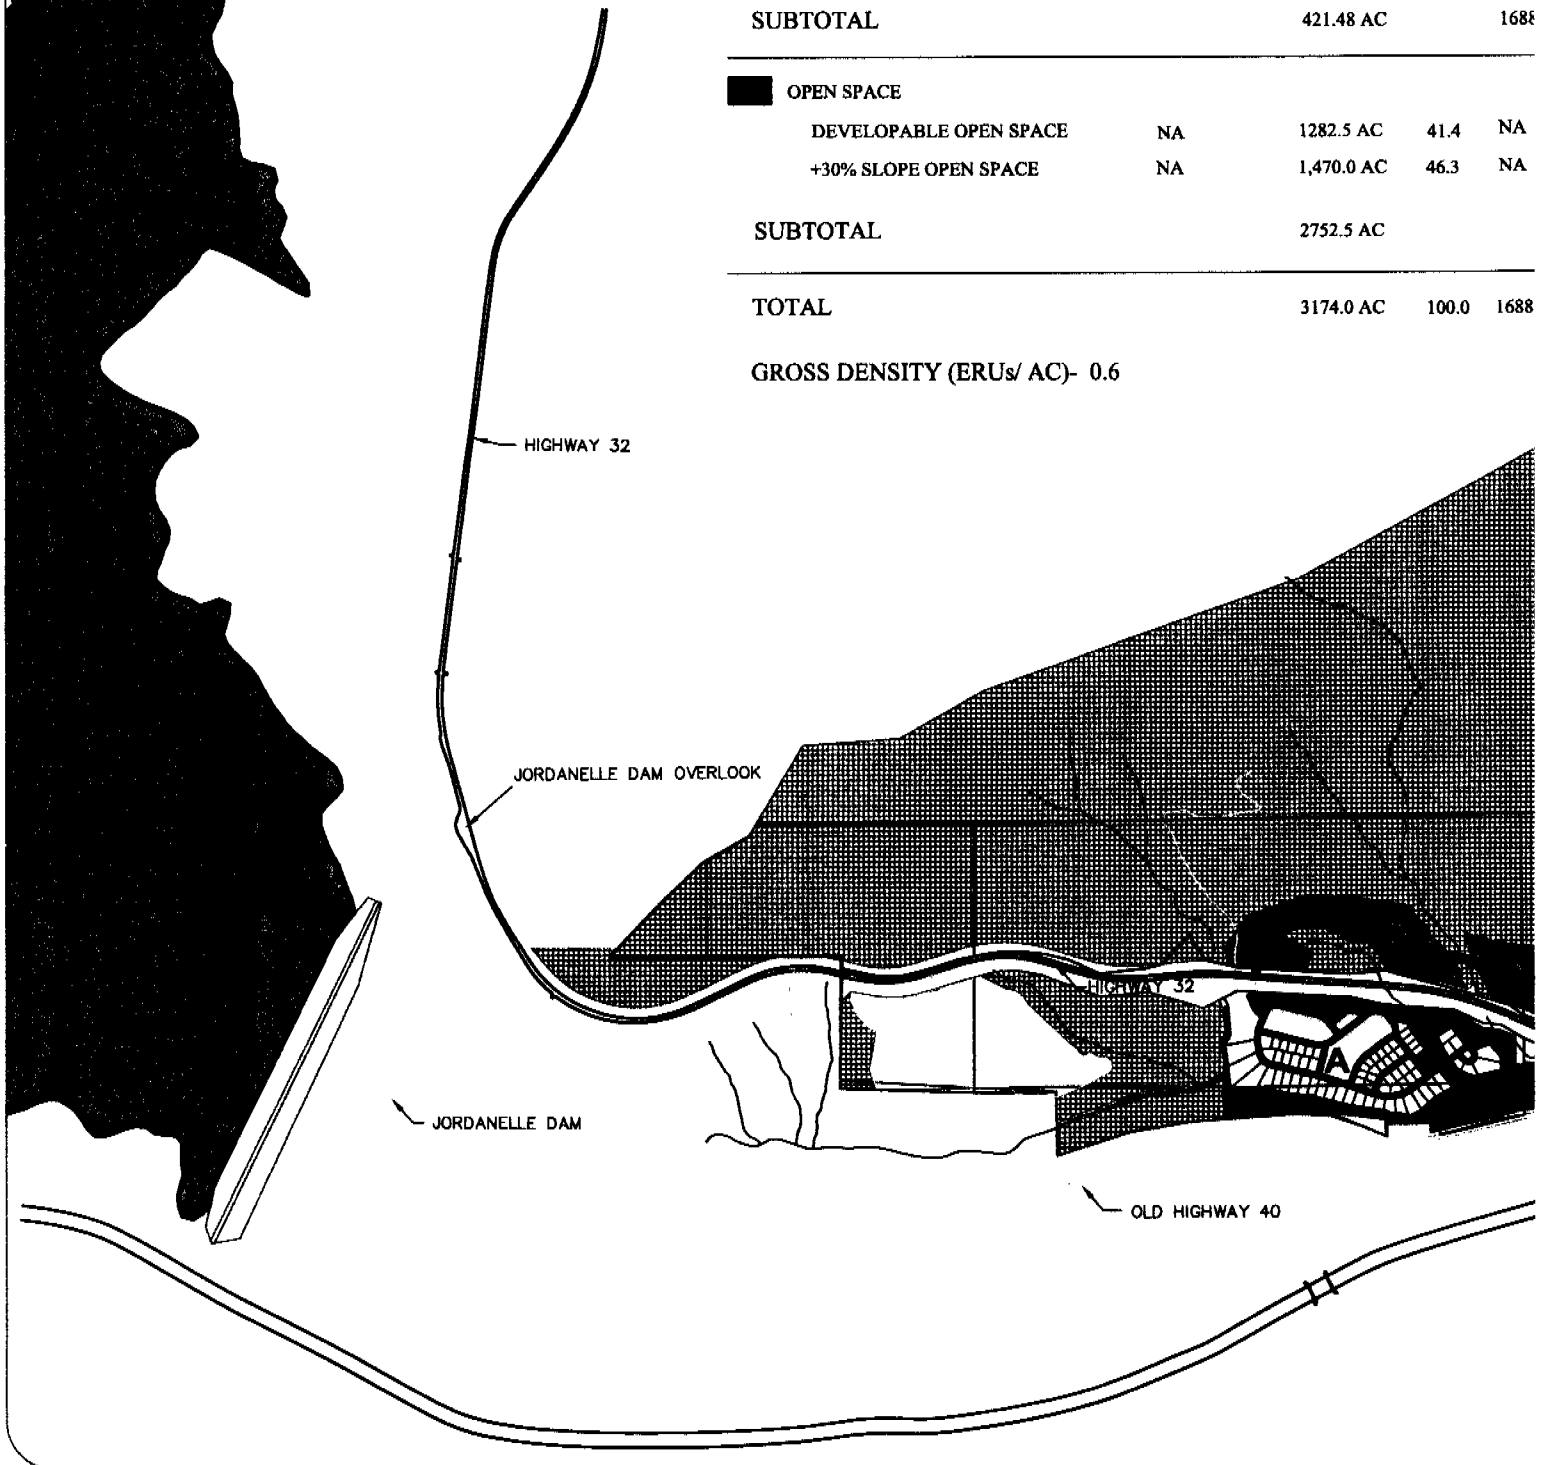 SUBTOTAL 421.48 AC 1688
OPEN SPACE
DEVELOPABLE OPEN SPACE NA 1282.5 AC 41.4 NA
+30% SLOPE OPEN SPACE NA 1,470.0 AC 46.3 NA
SUBTOTAL 2752.5 AC
TOTAL 3174.0 AC 100.0 1688
GROSS DENSITY (ERUs/ AC)- 0.6
HIGHWAY 32
JORDANELLE DAM OVERLOOK
HIGHWAY 32
A
JORDANELLE DAM
OLD HIGHWAY 40